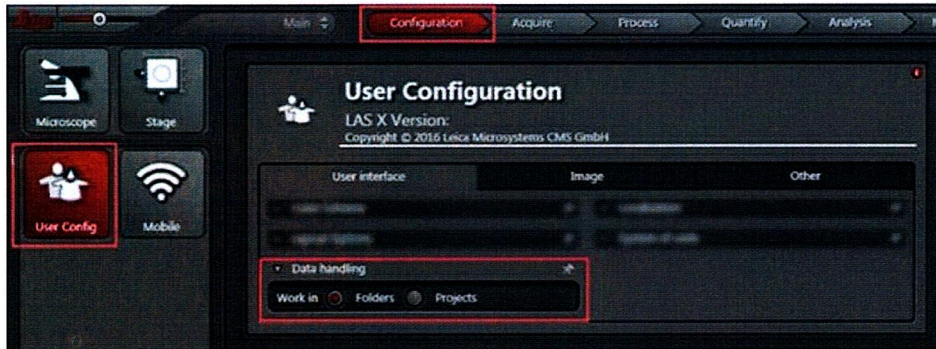 Main
Configuration
Acquire
Process
Quantify
Analysis
Microscope
Stage
User Config
Mobile
User Configuration
LAS X Version:
Copyright © 2016 Leica Microsystems CMS GmbH
User interface
Image
Other
Data handling
Work in Folders Projects